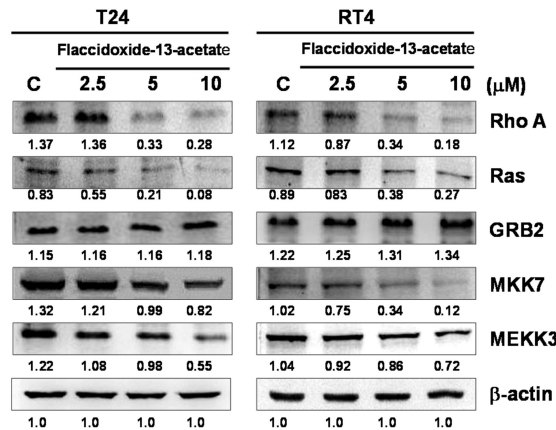 T24 RT4
Flaccidoxide-13-acetate Flaccidoxide-13-acetate
C 2.5 5 10 C 2.5 5 10 (μM)
Rho A
1.37 1.36 0.33 0.28 1.12 0.87 0.34 0.18
Ras
0.83 0.55 0.21 0.08 0.89 083 0.38 0.27
GRB2
1.15 1.16 1.16 1.18 1.22 1.25 1.31 1.34
MKK7
1.32 1.21 0.99 0.82 1.02 0.75 0.34 0.12
MEKK3
1.22 1.08 0.98 0.55 1.04 0.92 0.86 0.72
β-actin
1.0 1.0 1.0 1.0 1.0 1.0 1.0 1.0